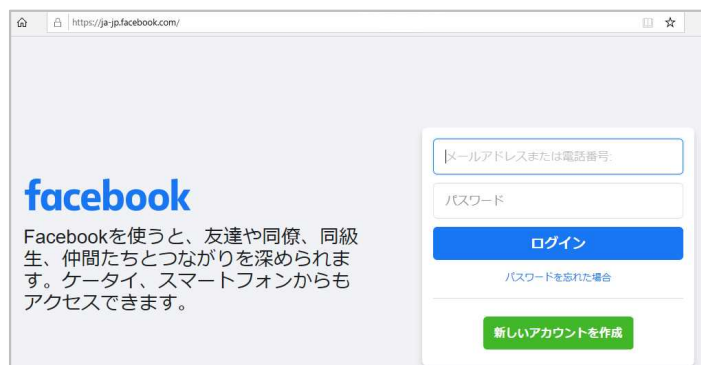 https://ja-jp.facebook.com/
facebook
Facebookを使うと、友達や同僚、同級
生、仲間たちとつながりを深められま
す。ケータイ、スマートフォンからも
アクセスできます。
メールアドレスまたは電話番号:
パスワード
ログイン
パスワードを忘れた場合
新しいアカウントを作成